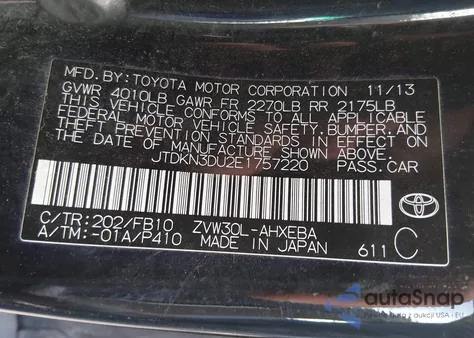 MFD. BY: TOYOTA MOTOR CORPORATION 11/13
GVWR 4010LB GAWR FR 2270LB RR 2175LB
THIS VEHICLE CONFORMS TO ALL APPLICABLE
FEDERAL MOTOR VEHICLE SAFETY, BUMPER, AND
THEFT PREVENTION STANDARDS IN EFFECT ON
THE DATE OF MANUFACTURE SHOWN ABOVE.
JTDKN3DU2E1757220 PASS. CAR
C/TR: 202/FB10 ZVW30L-AHXEBA
A/TM: -01A/P410 MADE IN JAPAN 611 C
autoSnap